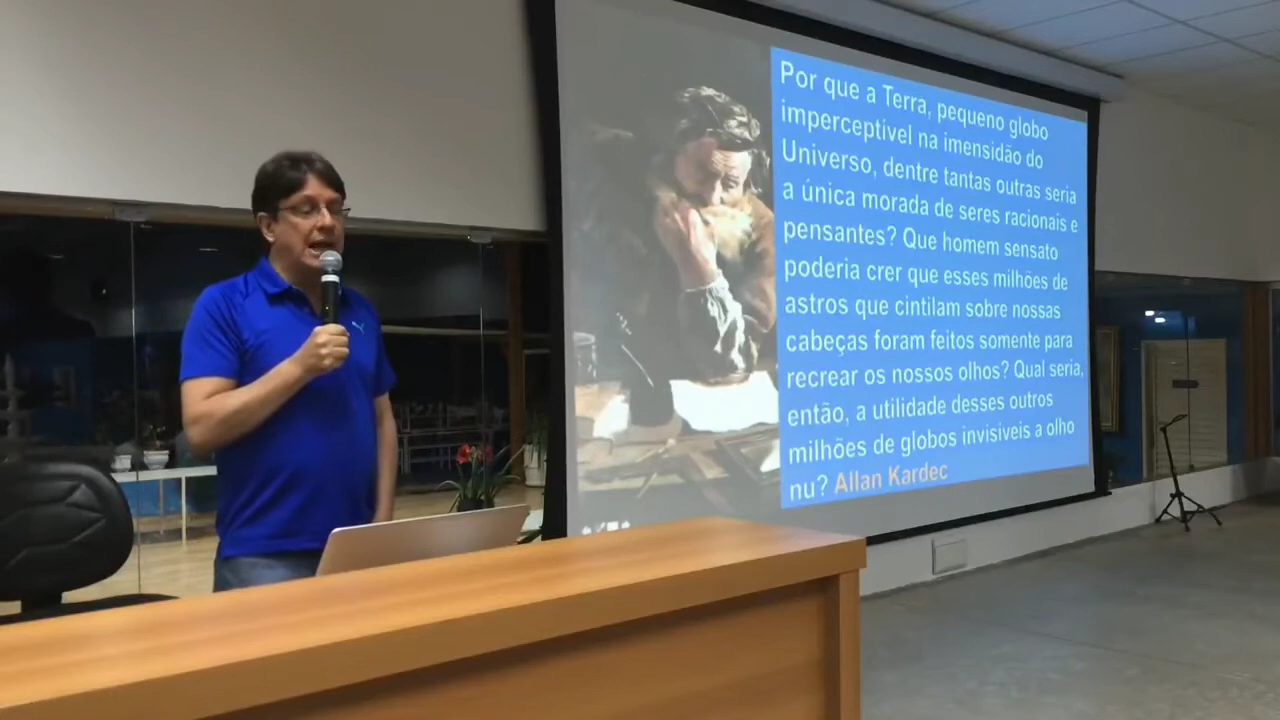 Por que a Terra, pequeno globo
imperceptível na imensidão do
Universo, dentre tantas outras seria
a única morada de seres racionais e
pensantes? Que homem sensato
poderia crer que esses milhões de
astros que cintilam sobre nossas
cabeças foram feitos somente para
recrear os nossos olhos? Qual seria,
então, a utilidade desses outros
milhões de globos invisiveis a olho
nu? Allan Kardec